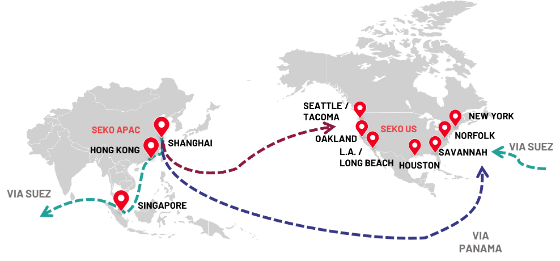 SEATTLE /
TACOMA
NEW YORK
SEKO APAC
SEKO US
OAKLAND
NORFOLK
SHANGHAI
HONG KONG
L.A. /
LONG BEACH
SAVANNAH
VIA SUEZ
HOUSTON
VIA SUEZ
SINGAPORE
VIA
PANAMA